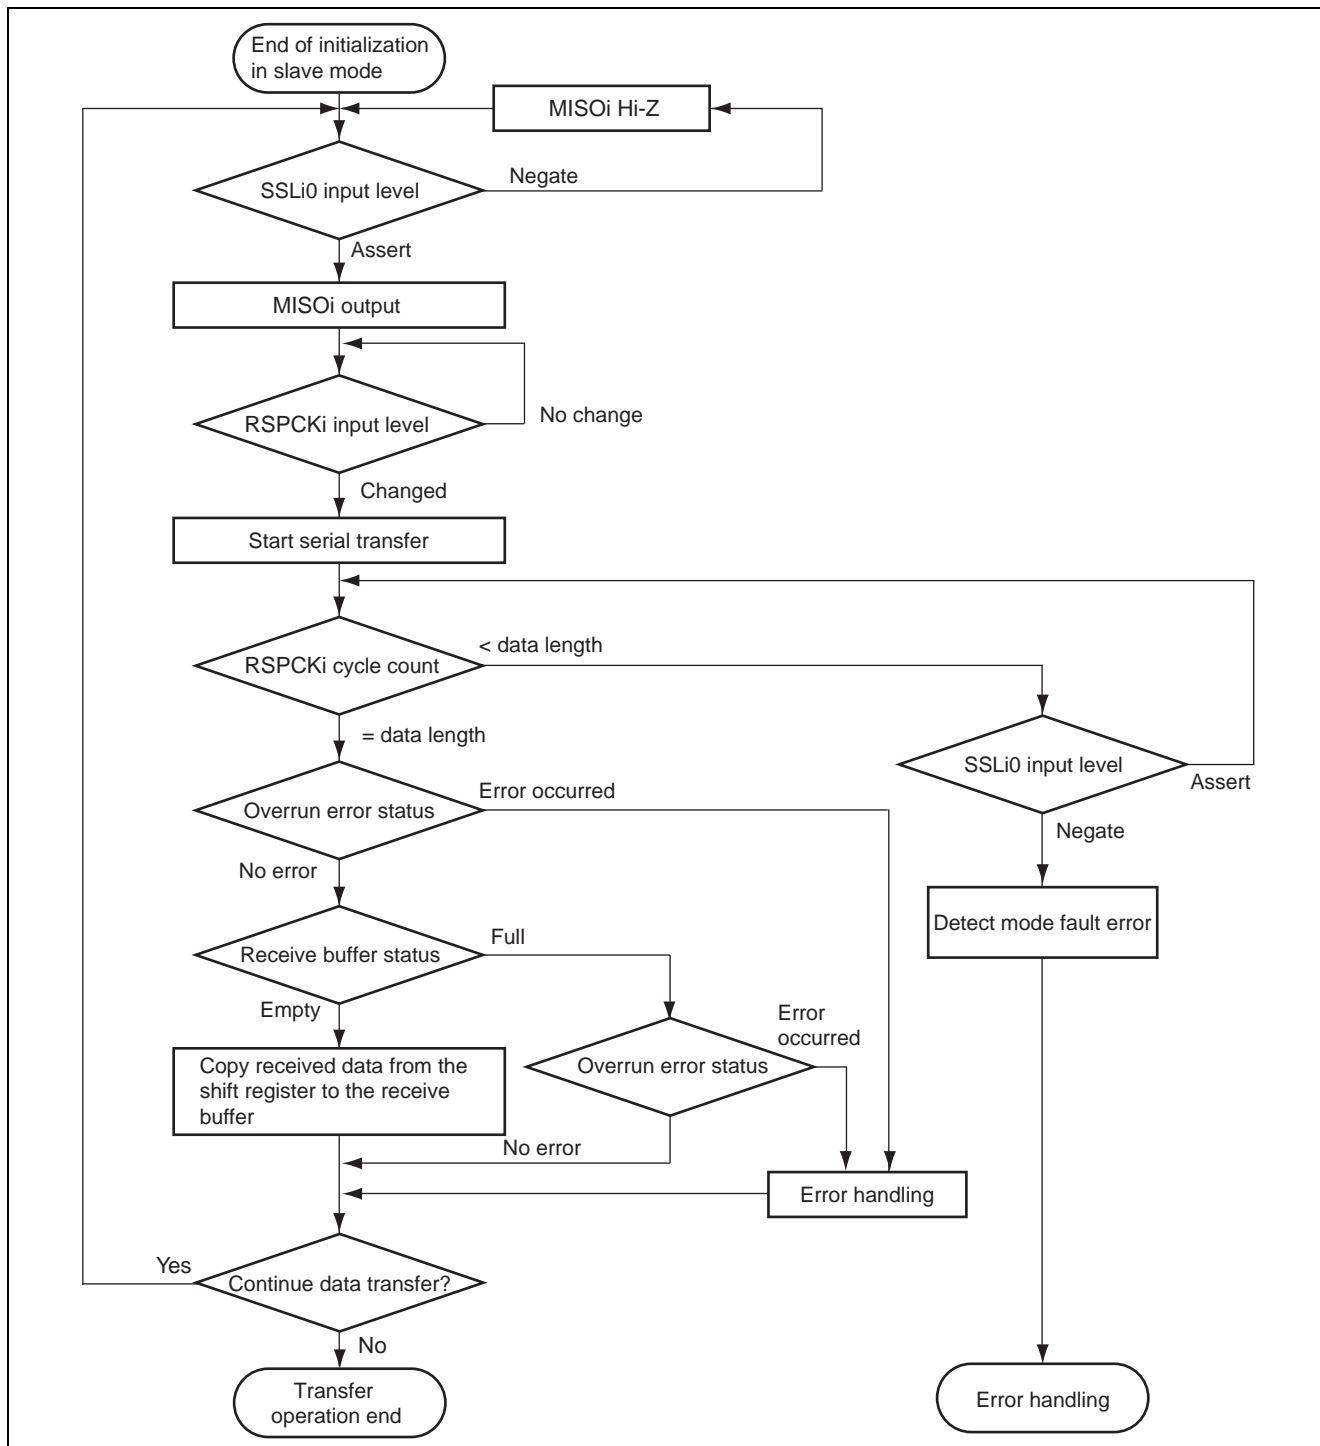 End of initialization
in slave mode
MISOi Hi-Z
SSLi0 input level
Negate
Assert
MISOi output
RSPCKi input level
No change
Changed
Start serial transfer
RSPCKi cycle count
< data length
= data length
SSLi0 input level
Assert
Negate
Overrun error status
Error occurred
No error
Detect mode fault error
Receive buffer status
Full
Empty
Error
occurred
Copy received data from the
shift register to the receive
buffer
Overrun error status
No error
Error handling
Yes
Continue data transfer?
No
Transfer
operation end
Error handling